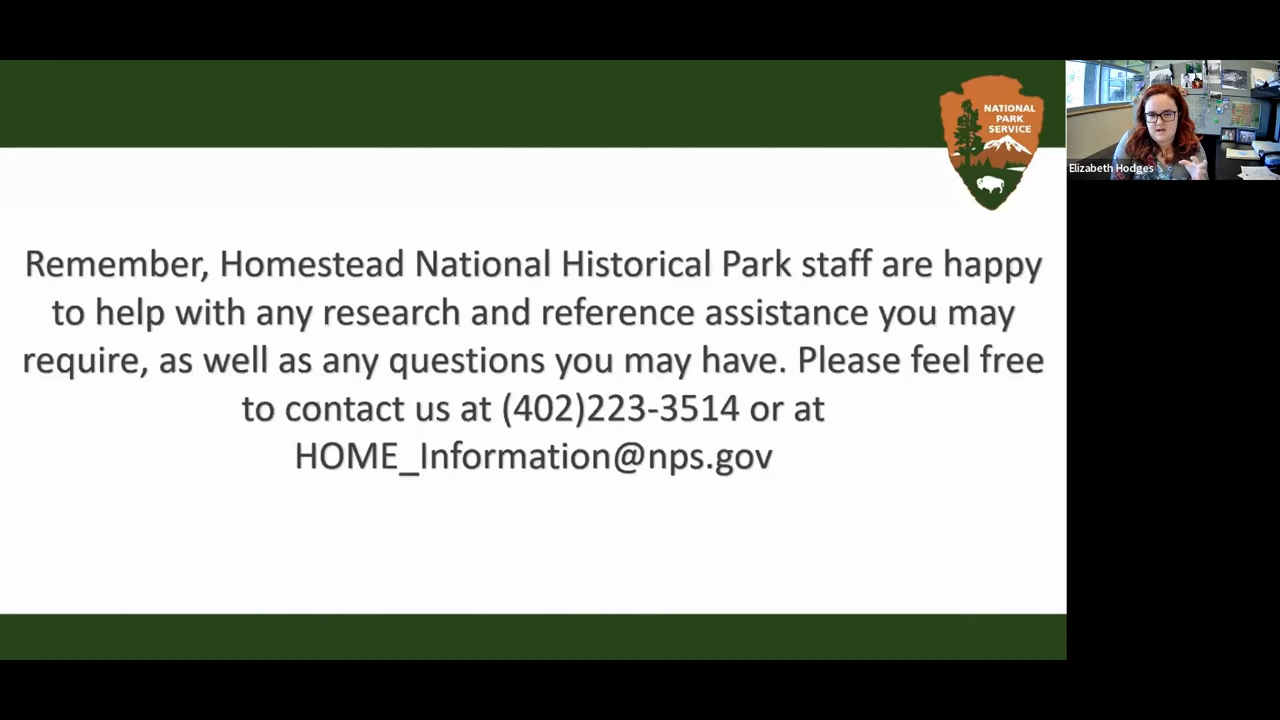 NATIONAL
PARK
SERVICE
Elizabeth Hodges
Remember, Homestead National Historical Park staff are happy
to help with any research and reference assistance you may
require, as well as any questions you may have. Please feel free
to contact us at (402)223-3514 or at
HOME_Information@nps.gov